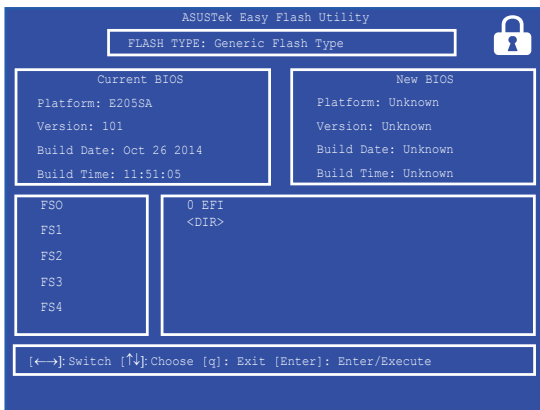 ASUSTek Easy Flash Utility
FLASH TYPE: Generic Flash Type
Current BIOS
Platform: E205SA
Version: 101
Build Date: Oct 26 2014
Build Time: 11:51:05
New BIOS
Platform: Unknown
Version: Unknown
Build Date: Unknown
Build Time: Unknown
FSO
FS1
FS2
FS3
FS4
0 EFI
<DIR>
[←→]: Switch [↑↓]: Choose [q]: Exit [Enter]: Enter/Execute